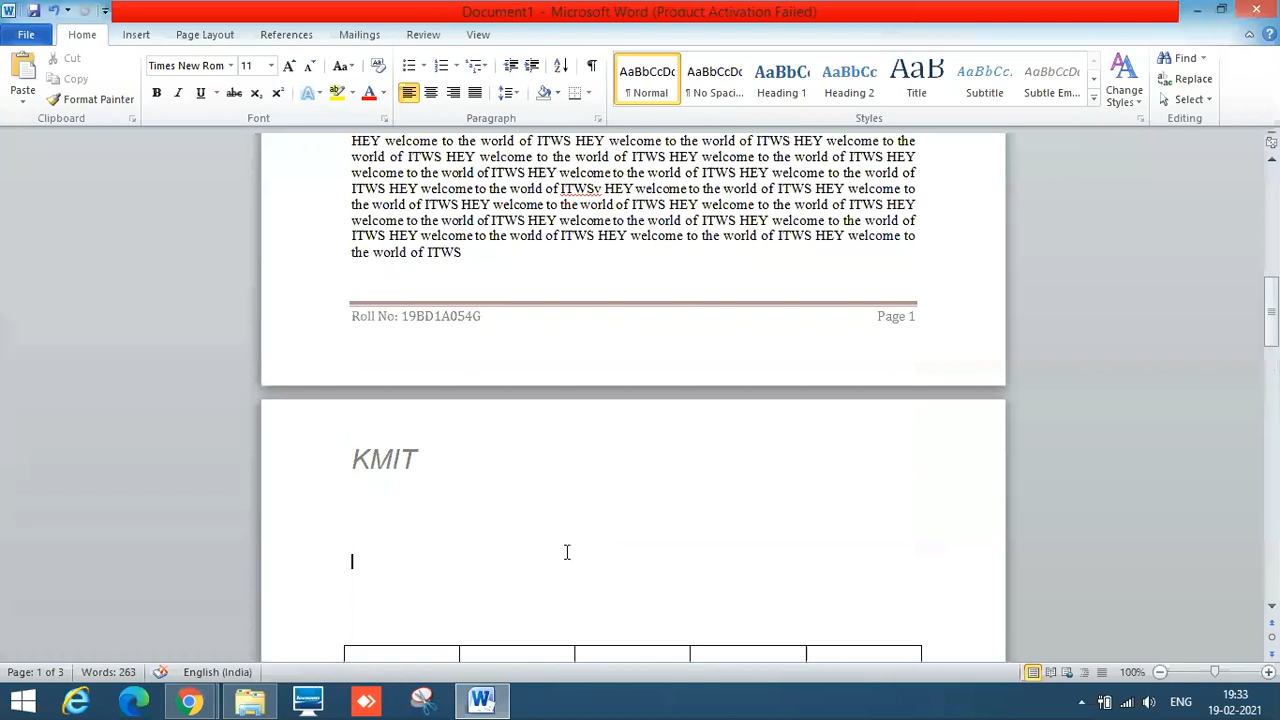 Document1 - Microsoft Word (Product Activation Failed)
File Home Insert Page Layout References Mailings Review View
Paste
Cut
Copy
Format Painter
Clipboard
Times New Rom 11
Font
Paragraph
AaBbCcDc AaBbCcDc AaBbCc AaBbCc AaB AaBbCcDc AaBbCcDc
¶ Normal ¶ No Spaci... Heading 1 Heading 2 Title Subtitle Subtle Em...
Styles
Change Styles
Find
Replace
Select
Editing
HEY welcome to the world of ITWS HEY welcome to the world of ITWS HEY welcome to the
world of ITWS HEY welcome to the world of ITWS HEY welcome to the world of ITWS HEY
welcome to the world of ITWS HEY welcome to the world of ITWS HEY welcome to the world of
ITWS HEY welcome to the world of ITWSv HEY welcome to the world of ITWS HEY welcome to
the world of ITWS HEY welcome to the world of ITWS HEY welcome to the world of ITWS HEY
welcome to the world of ITWS HEY welcome to the world of ITWS HEY welcome to the world of
ITWS HEY welcome to the world of ITWS HEY welcome to the world of ITWS HEY welcome to
the world of ITWS
Roll No: 19BD1A054G Page 1
KMIT
Page: 1 of 3 Words: 263 English (India) 100%
ENG
19:33
19-02-2021